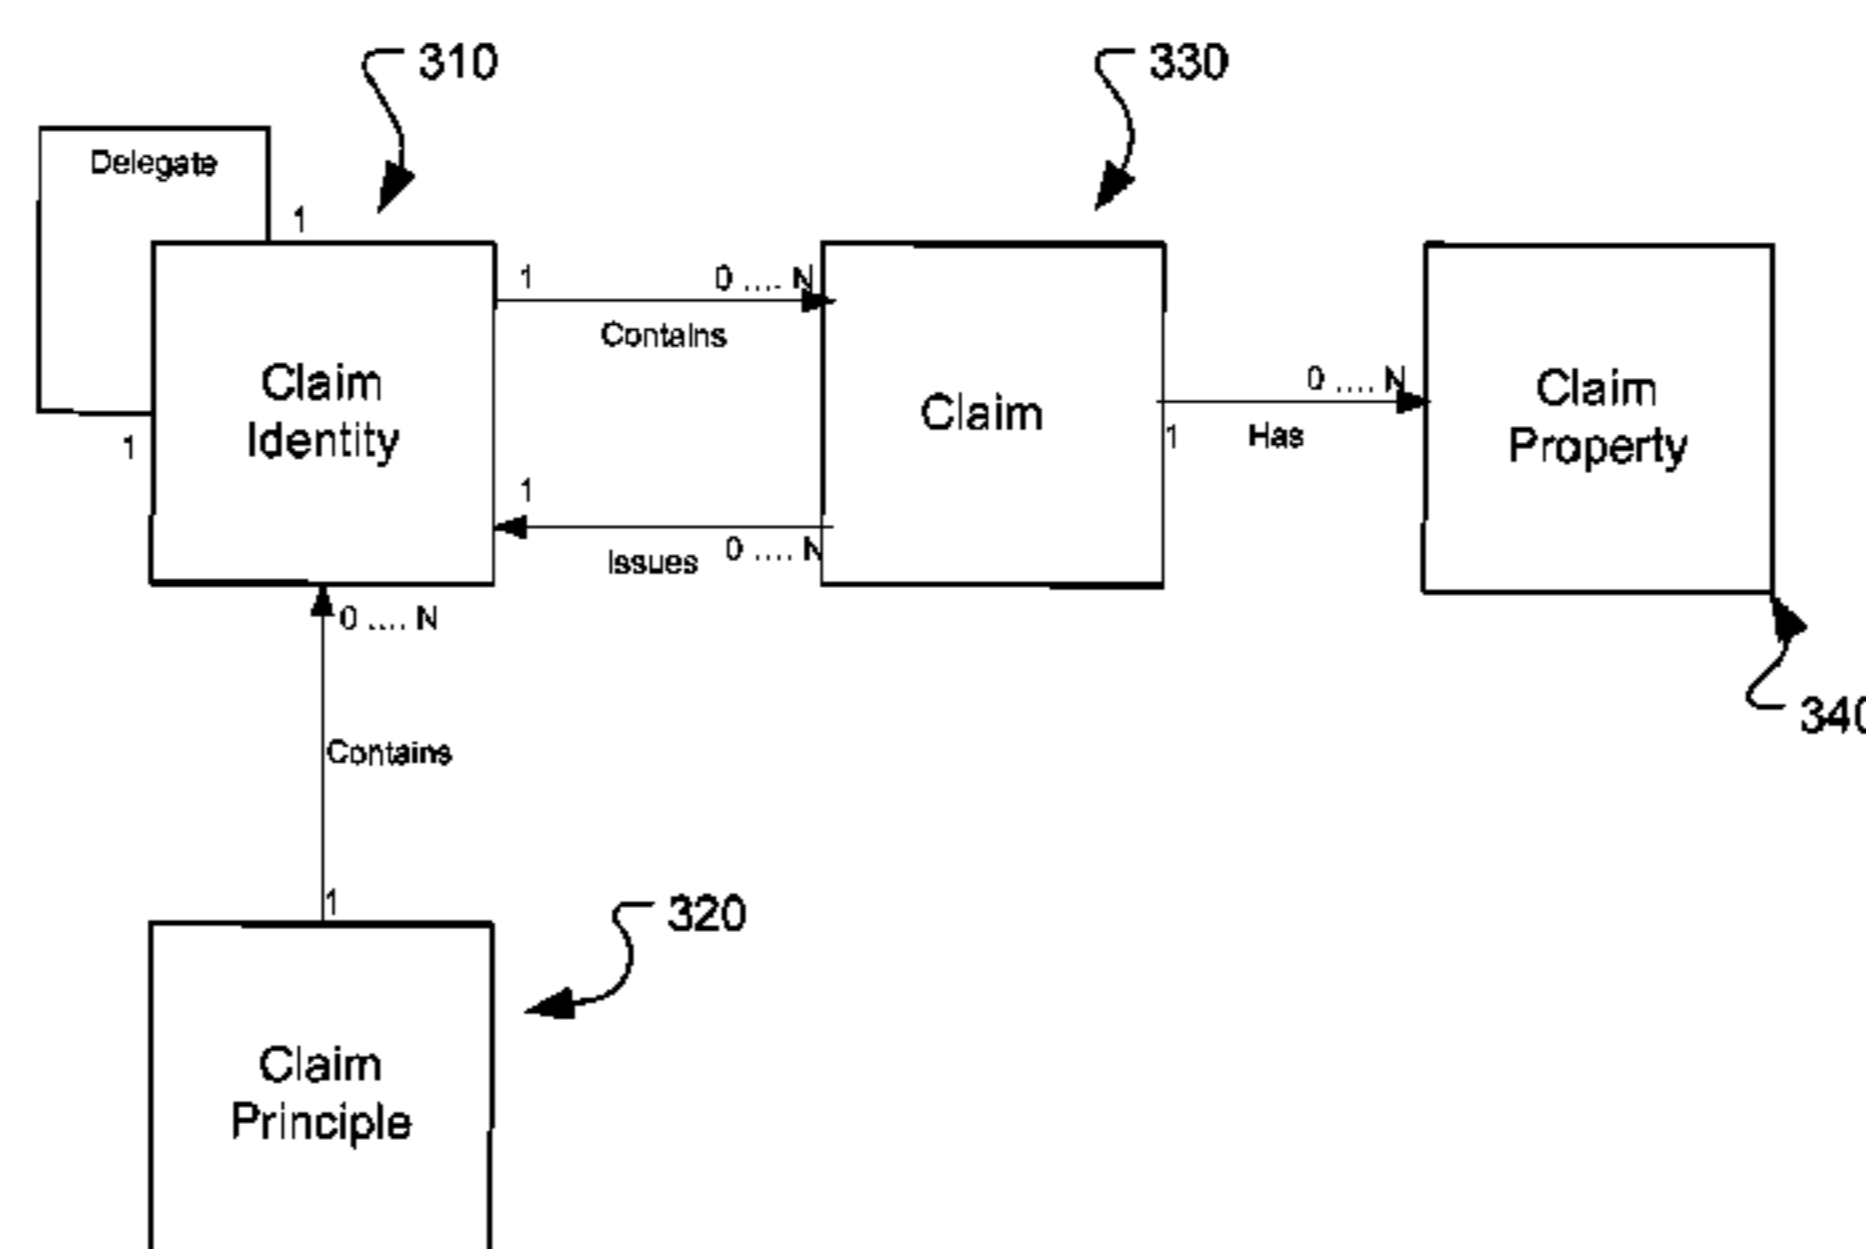 310
330
Delegate
1
1
0 .... N
Contains
Claim
Identity
1
Claim
0 .... N
1
Has
Claim
Property
1
Issues
0 .... N
0 .... N
340
Contains
1
320
Claim
Principle